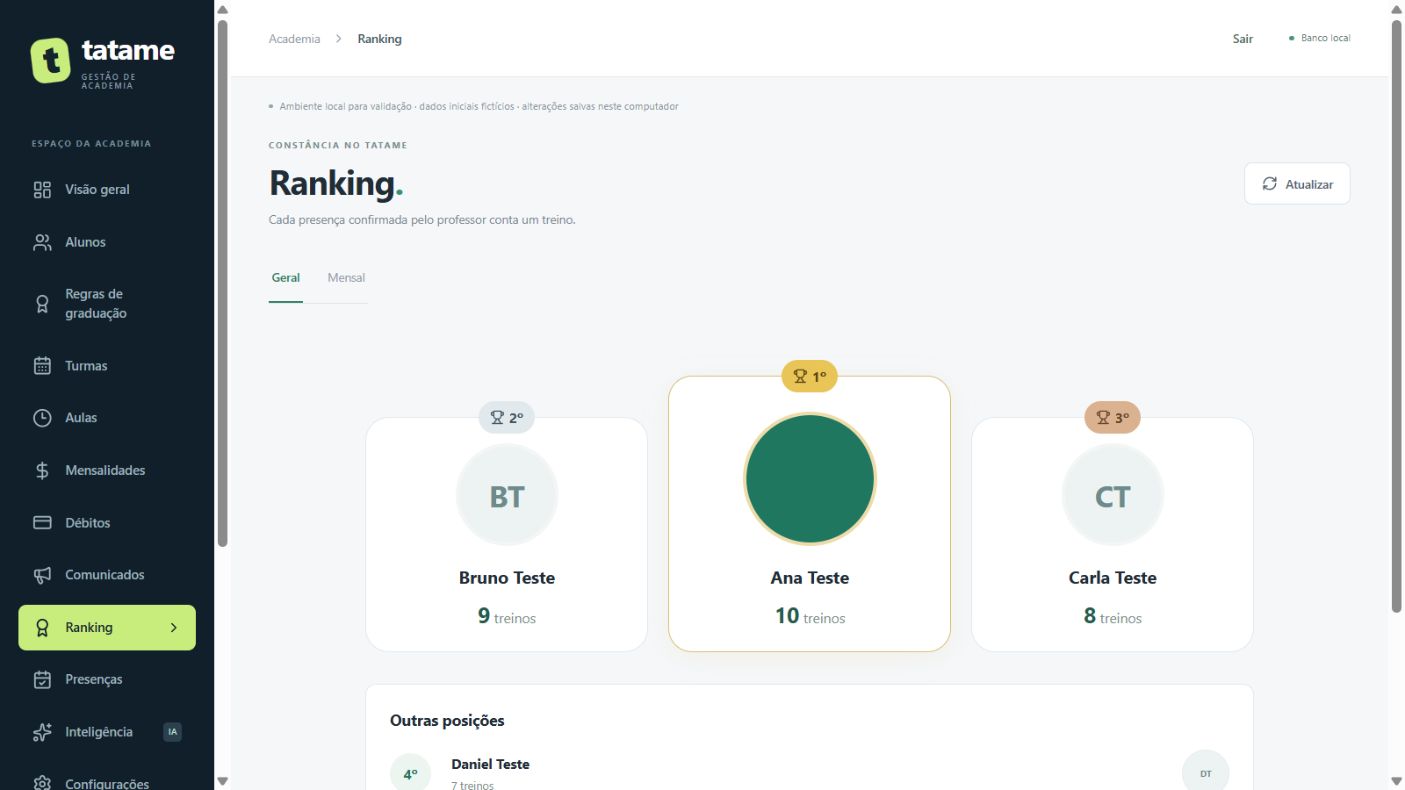 t
tatame
GESTÃO DE
ACADEMIA
ESPAÇO DA ACADEMIA
Visão geral
Alunos
Regras de
graduação
Turmas
Aulas
Mensalidades
Débitos
Comunicados
Ranking
Presenças
Inteligência IA
Configurações
Academia > Ranking
Sair
Banco local
Ambiente local para validação · dados iniciais fictícios · alterações salvas neste computador
CONSTÂNCIA NO TATAME
Ranking.
Cada presença confirmada pelo professor conta um treino.
Atualizar
Geral Mensal
2º
BT
Bruno Teste
9 treinos
1º
Ana Teste
10 treinos
3º
CT
Carla Teste
8 treinos
Outras posições
4º
Daniel Teste
7 treinos
DT